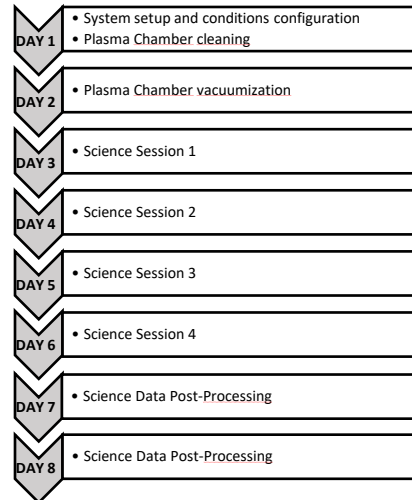 • System setup and conditions configuration
DAY 1
• Plasma Chamber cleaning
• Plasma Chamber vacuumization
DAY 2
• Science Session 1
DAY 3
• Science Session 2
DAY 4
• Science Session 3
DAY 5
• Science Session 4
DAY 6
• Science Data Post-Processing
DAY 7
• Science Data Post-Processing
DAY 8